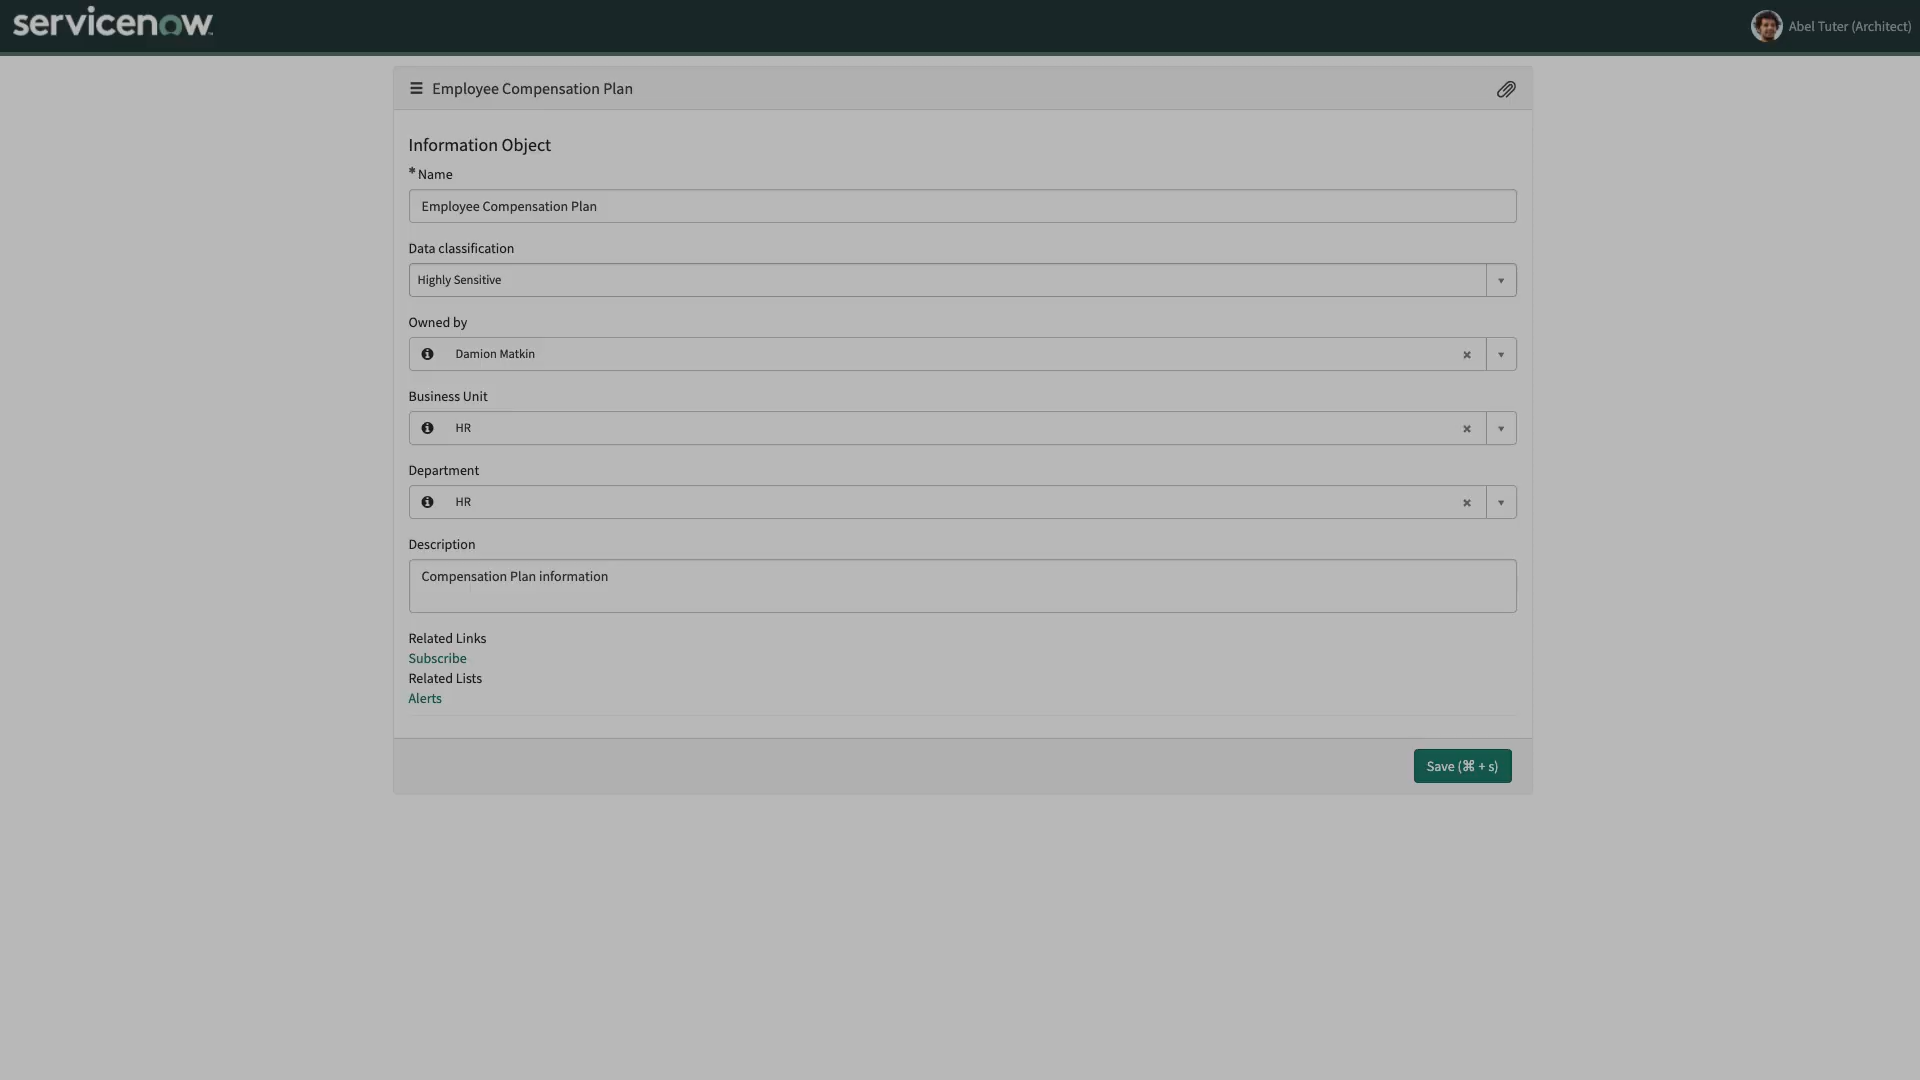 servicenow
Abel Tuter (Architect)
Employee Compensation Plan
Information Object
* Name
Employee Compensation Plan
Data classification
Highly Sensitive
Owned by
Damion Matkin
Business Unit
HR
Department
HR
Description
Compensation Plan information
Related Links
Subscribe
Related Lists
Alerts
Save (⌘ + s)